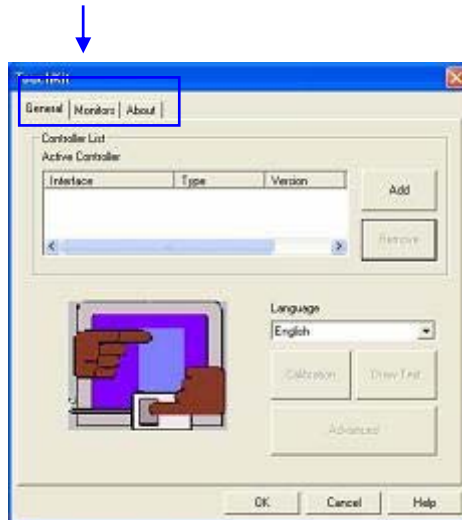 TouchKit
General Monitors About
Controller List
Active Controller
Interface Type Version
Add
Remove
Language
English
Calibration Draw Test
Advanced
OK Cancel Help